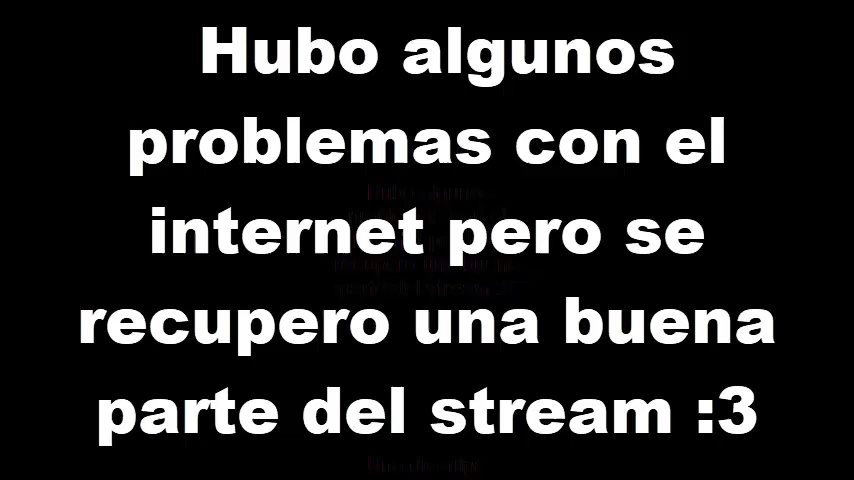 Hubo algunos
problemas con el
internet pero se
recupero una buena
parte del stream :3